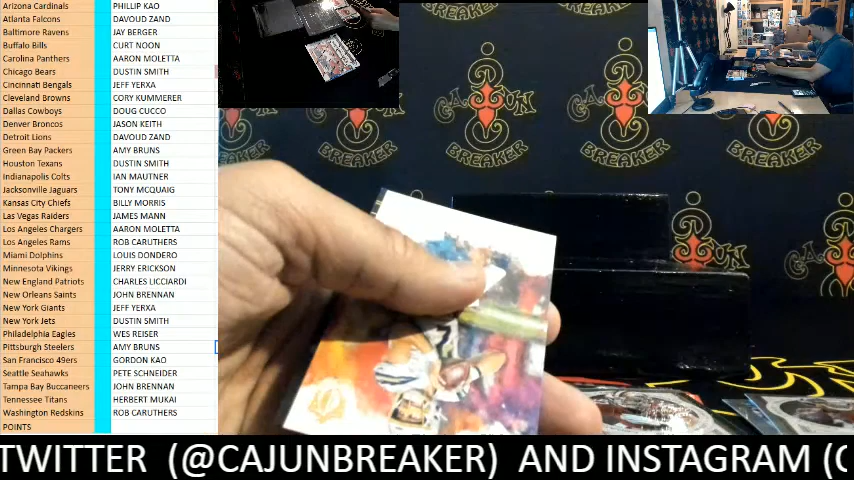 Arizona Cardinals PHILLIP KAO
Atlanta Falcons DAVOUD ZAND
Baltimore Ravens JAY BERGER
Buffalo Bills CURT NOON
Carolina Panthers AARON MOLETTA
Chicago Bears DUSTIN SMITH
Cincinnati Bengals JEFF YERXA
Cleveland Browns CORY KUMMERER
Dallas Cowboys DOUG CUCCO
Denver Broncos JASON KEITH
Detroit Lions DAVOUD ZAND
Green Bay Packers AMY BRUNS
Houston Texans DUSTIN SMITH
Indianapolis Colts IAN MAUTNER
Jacksonville Jaguars TONY MCQUAIG
Kansas City Chiefs BILLY MORRIS
Las Vegas Raiders JAMES MANN
Los Angeles Chargers AARON MOLETTA
Los Angeles Rams ROB CARUTHERS
Miami Dolphins LOUIS DONDERO
Minnesota Vikings JERRY ERICKSON
New England Patriots CHARLES LICCIARDI
New Orleans Saints JOHN BRENNAN
New York Giants JEFF YERXA
New York Jets DUSTIN SMITH
Philadelphia Eagles WES REISER
Pittsburgh Steelers AMY BRUNS
San Francisco 49ers GORDON KAO
Seattle Seahawks PETE SCHNEIDER
Tampa Bay Buccaneers JOHN BRENNAN
Tennessee Titans HERBERT MUKAI
Washington Redskins ROB CARUTHERS
POINTS
BREAKER
BREAKER
BREAKER
BREAKER
TWITTER (@CAJUNBREAKER) AND INSTAGRAM (